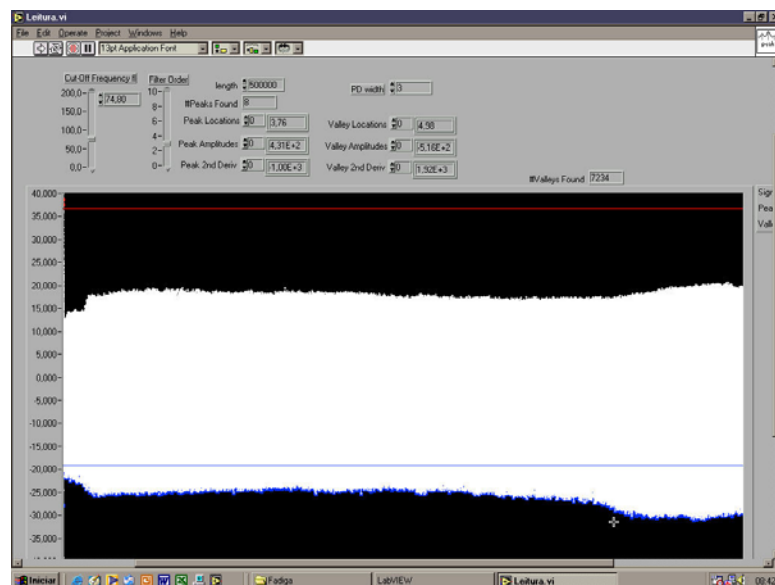 Leitura.vi
File Edit Operate Project Windows Help
13pt Application Font
Cut-Off Frequency fl
Filter Order
length 500000
PD width 3
200,0
74,80
10
#Peaks Found 8
150,0
8
Peak Locations 0 3,76
Valley Locations 0 4,98
100,0
6
4
Peak Amplitudes 0 4,31E+2
Valley Amplitudes 0 -5,16E+2
50,0
2
Peak 2nd Deriv 0 -1,00E+3
Valley 2nd Deriv 0 1,92E+3
0,0
0
#Valleys Found 7234
40,000
Sigr
35,000
Pea
Vall
30,000
25,000
20,000
15,000
10,000
5,000
0,000
-5,000
-10,000
-15,000
-20,000
-25,000
-30,000
-35,000
Iniciar
Fadiga
LabVIEW
Leitura.vi